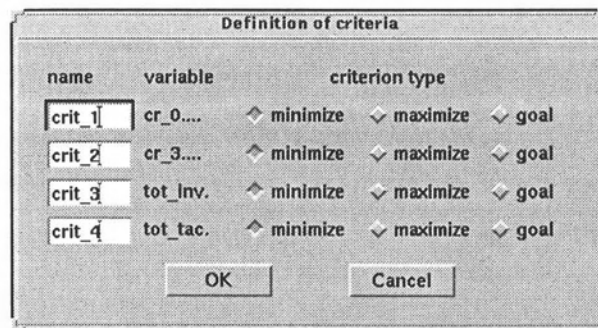 Definition of criteria
name variable criterion type
crit_1 cr_0.... minimize maximize goal
crit_2 cr_3.... minimize maximize goal
crit_3 tot_inv. minimize maximize goal
crit_4 tot_tac. minimize maximize goal
OK Cancel